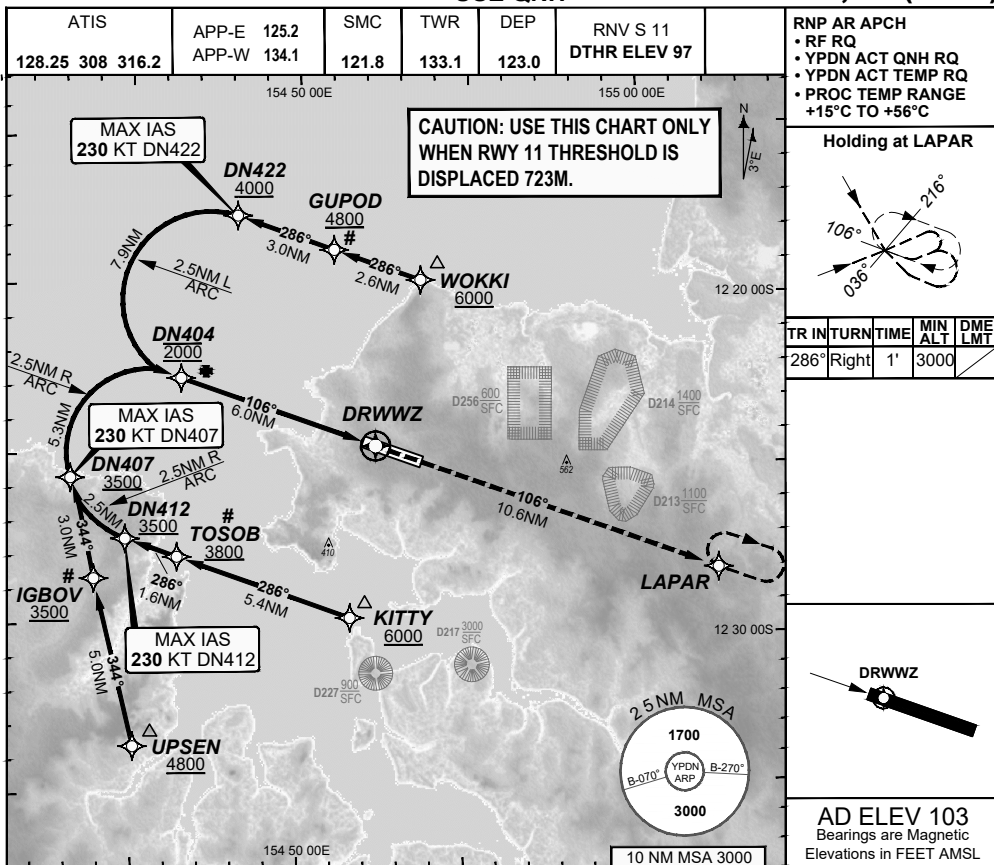 ATIS
128.25 308 316.2
APP-E 125.2
APP-W 134.1
SMC
121.8
TWR
133.1
DEP
123.0
RNV S 11
DTHR ELEV 97
RNP AR APCH
• RF RQ
• YPDN ACT QNH RQ
• YPDN ACT TEMP RQ
• PROC TEMP RANGE
+15°C TO +56°C
154 50 00E
155 00 00E
MAX IAS
230 KT DN422
CAUTION: USE THIS CHART ONLY
WHEN RWY 11 THRESHOLD IS
DISPLACED 723M.
N
3°E
Holding at LAPAR
106°
216°
036°
TR IN TURN TIME MIN ALT DME LMT
286° Right 1' 3000
DN422
4000
GUPOD
4800
#
286°
3.0NM
286°
2.6NM
WOKKI
6000
12 20 00S
7.9NM
2.5NM L
ARC
DN404
2000
2.5NM R
ARC
106°
6.0NM
DRWWZ
D256 600
SFC
D214 1400
SFC
562
D213 1100
SFC
5.3NM
MAX IAS
230 KT DN407
DN407
3500
2.5NM R
ARC
2.5NM
DN412
3500
#
TOSOB
3800
410
106°
10.6NM
LAPAR
3.0NM
344°
#
IGBOV
3500
286°
1.6NM
286°
5.4NM
KITTY
6000
12 30 00S
MAX IAS
230 KT DN412
D217 3000
SFC
D227 900
SFC
344°
5.0NM
UPSEN
4800
25NM MSA
1700
YPDN
ARP
B-070°
B-270°
3000
DRWWZ
154 50 00E
10 NM MSA 3000
AD ELEV 103
Bearings are Magnetic
Elevations in FEET AMSL